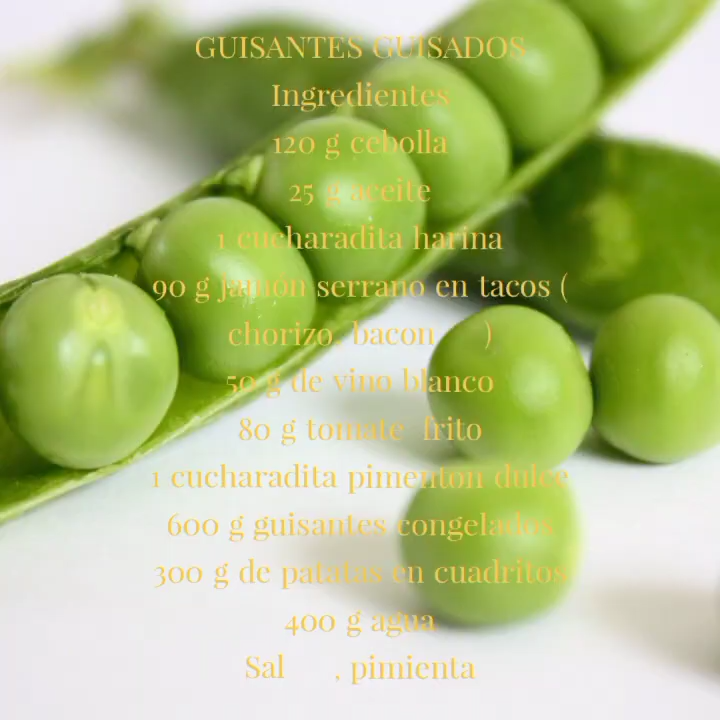 GUISANTES GUISADOS
Ingredientes
120 g cebolla
25 g aceite
1 cucharadita harina
90 g jamón serrano en tacos (
chorizo, bacon )
50 g de vino blanco
80 g tomate frito
1 cucharadita pimenton dulce
600 g guisantes congelados
300 g de patatas en cuadritos
400 g agua
Sal , pimienta